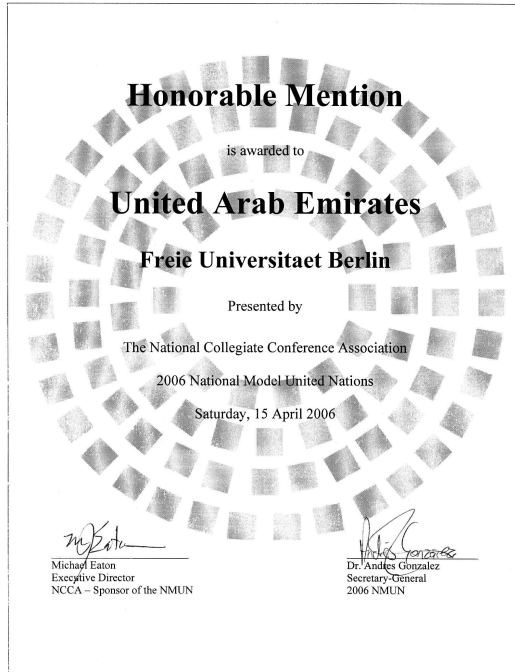 Honorable Mention
is awarded to
United Arab Emirates
Freie Universitaet Berlin
Presented by
The National Collegiate Conference Association
2006 National Model United Nations
Saturday, 15 April 2006
Michael Eaton
Executive Director
NCCA – Sponsor of the NMUN
Dr. Andres Gonzalez
Secretary-General
2006 NMUN